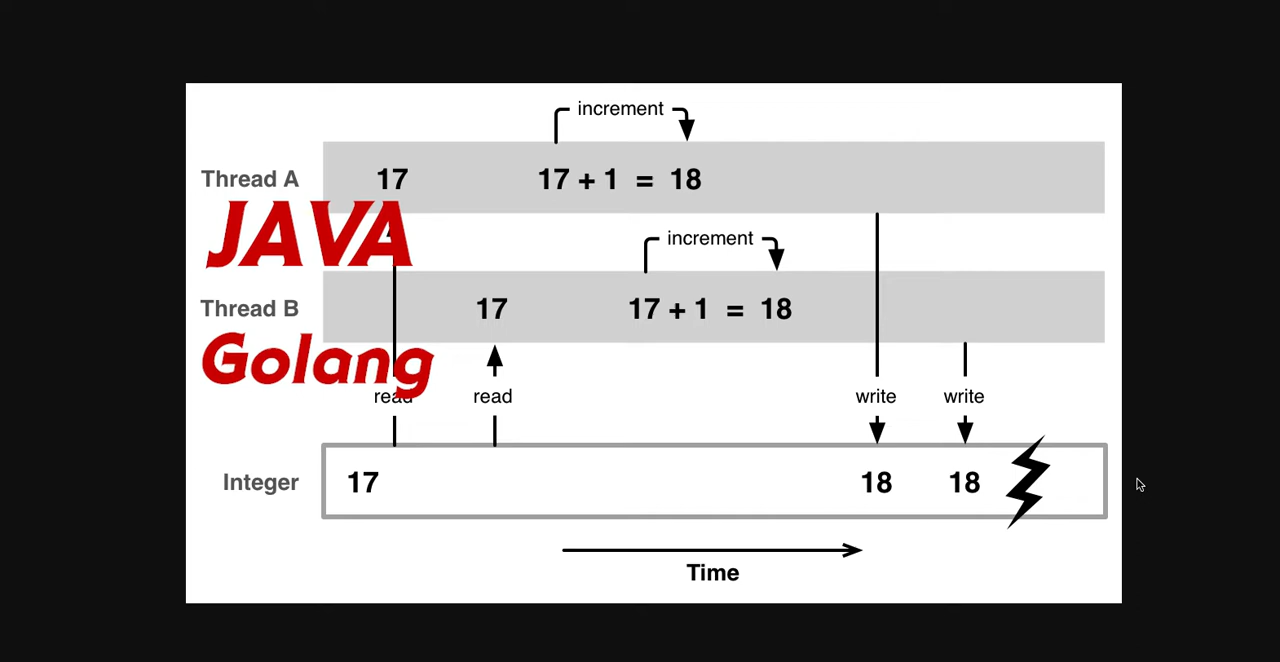 increment
Thread A 17 17 + 1 = 18
JAVA
increment
Thread B 17 17 + 1 = 18
Golang
read read write write
Integer 17 18 18
Time